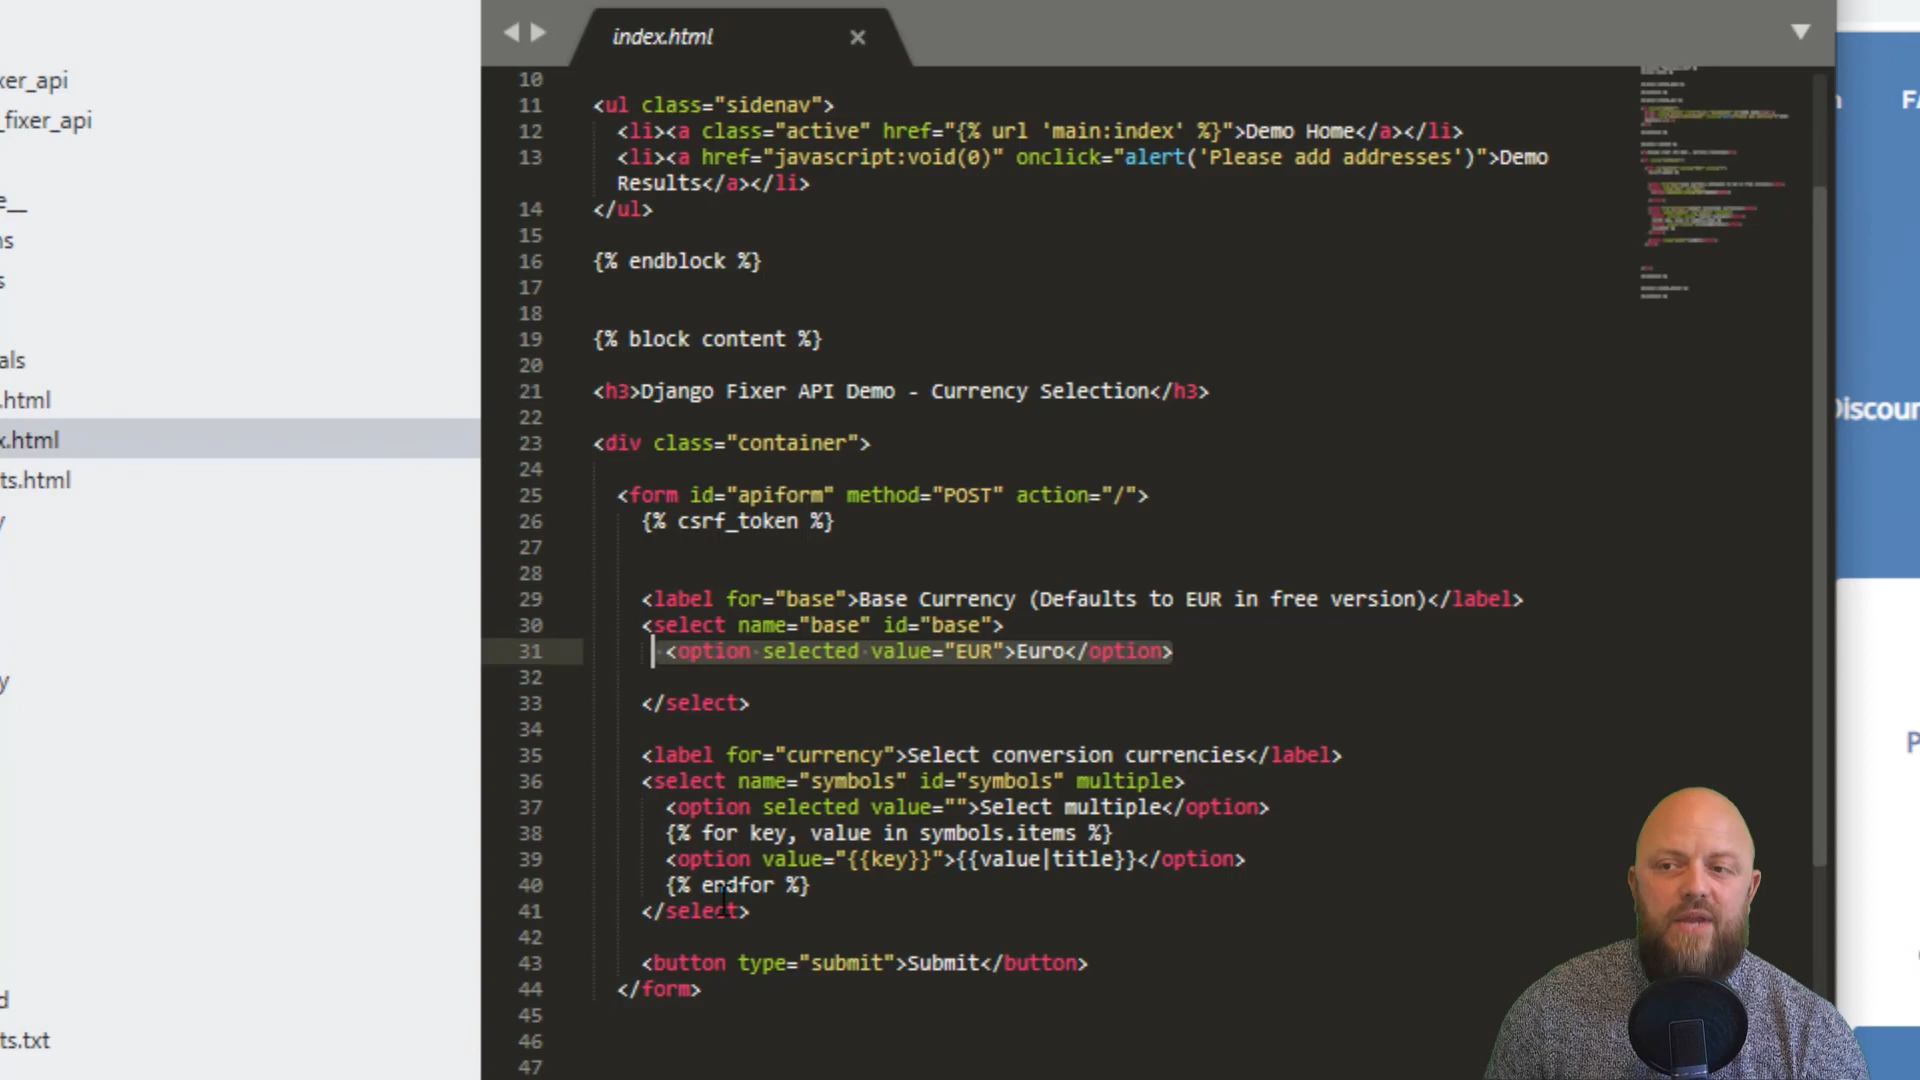 xer_api
_fixer_api
e__
ns
s
als
.html
x.html
ts.html
y
y
d
ts.txt
index.html
10
11 <ul class="sidenav">
12 <li><a class="active" href="{% url 'main:index' %}">Demo Home</a></li>
13 <li><a href="javascript:void(0)" onclick="alert('Please add addresses')">Demo
Results</a></li>
14 </ul>
15
16 {% endblock %}
17
18
19 {% block content %}
20
21 <h3>Django Fixer API Demo - Currency Selection</h3>
22
23 <div class="container">
24
25 <form id="apiform" method="POST" action="/">
26 {% csrf_token %}
27
28
29 <label for="base">Base Currency (Defaults to EUR in free version)</label>
30 <select name="base" id="base">
31 <option selected value="EUR">Euro</option>
32
33 </select>
34
35 <label for="currency">Select conversion currencies</label>
36 <select name="symbols" id="symbols" multiple>
37 <option selected value="">Select multiple</option>
38 {% for key, value in symbols.items %}
39 <option value="{{key}}">{{value|title}}</option>
40 {% endfor %}
41 </select>
42
43 <button type="submit">Submit</button>
44 </form>
45
46
47
FA
Discoun
P